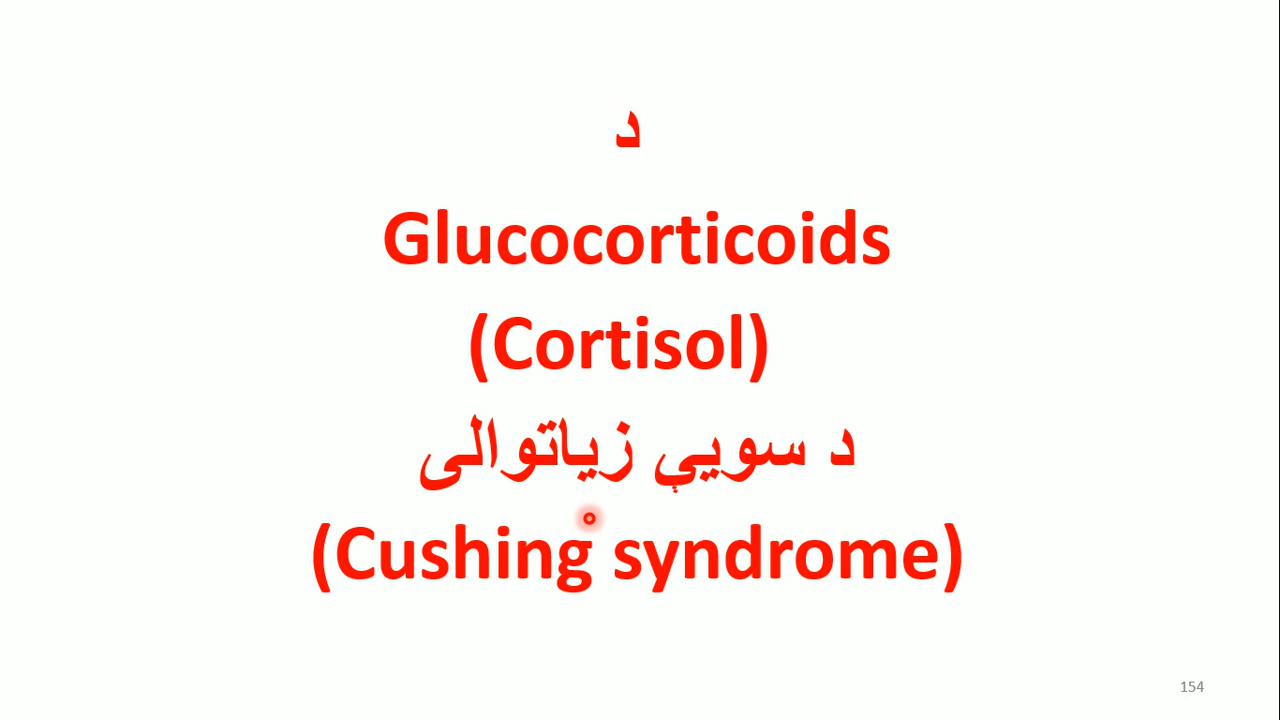 د
Glucocorticoids
(Cortisol)
د سويې زياتوالی
(Cushing syndrome)
154